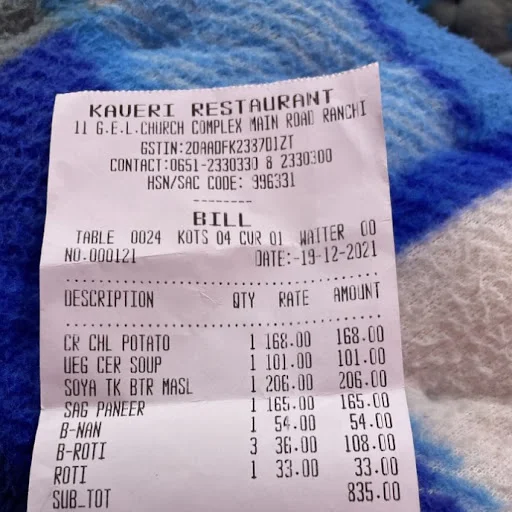 KAVERI RESTAURANT
11 G.E.L.CHURCH COMPLEX MAIN ROAD RANCHI
GSTIN:20AADFK2337D1ZT
CONTACT:0651-2330330 & 2330300
HSN/SAC CODE: 996331
--------
BILL
TABLE 0024 KOTS 04 CUR 01 WAITER 00
NO.000121 DATE:-19-12-2021
DESCRIPTION QTY RATE AMOUNT
CR CHL POTATO 1 168.00 168.00
VEG CER SOUP 1 101.00 101.00
SOYA TK BTR MASL 1 206.00 206.00
SAG PANEER 1 165.00 165.00
B-NAN 1 54.00 54.00
B-ROTI 3 36.00 108.00
ROTI 1 33.00 33.00
SUB_TOT 835.00